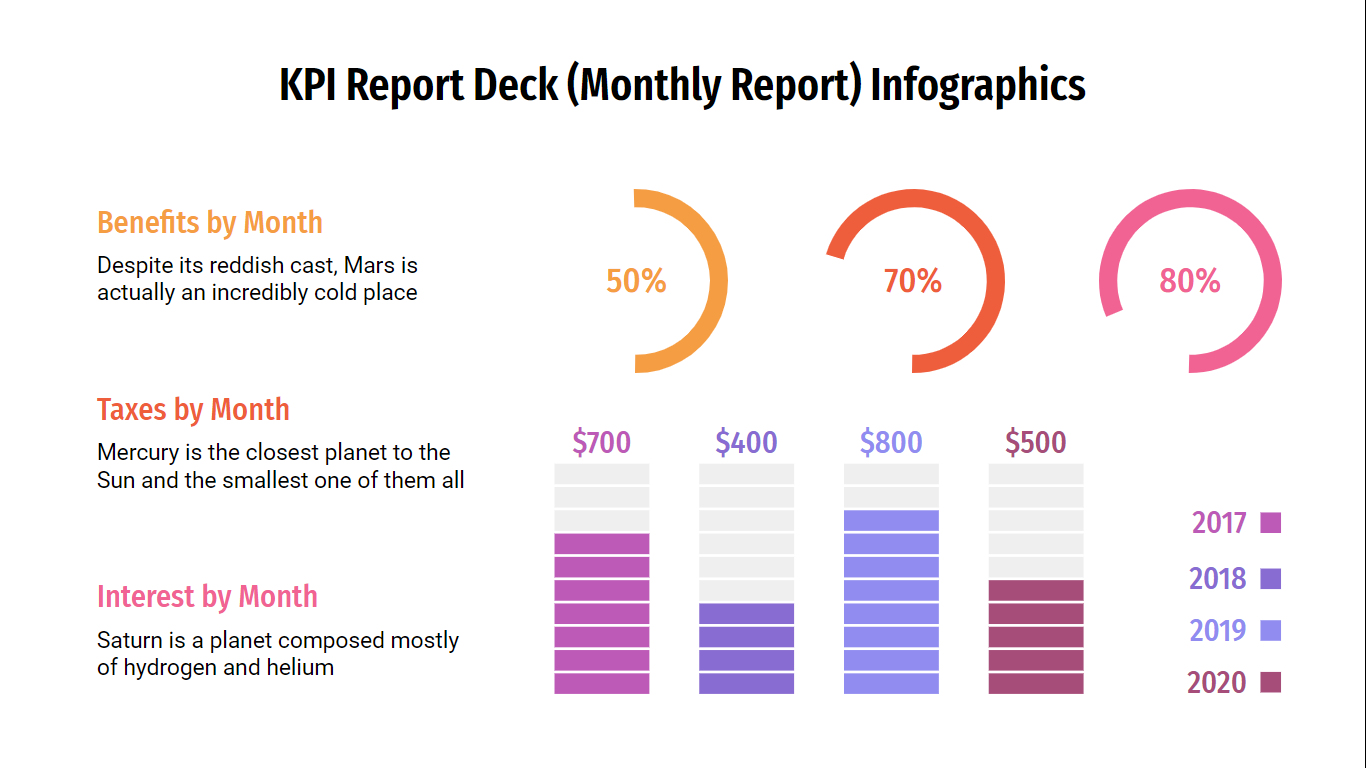 KPI Report Deck (Monthly Report) Infographics
Benefits by Month
Despite its reddish cast, Mars is
actually an incredibly cold place
50%
70%
80%
Taxes by Month
Mercury is the closest planet to the
Sun and the smallest one of them all
Interest by Month
Saturn is a planet composed mostly
of hydrogen and helium
$700
$400
$800
$500
2017
2018
2019
2020